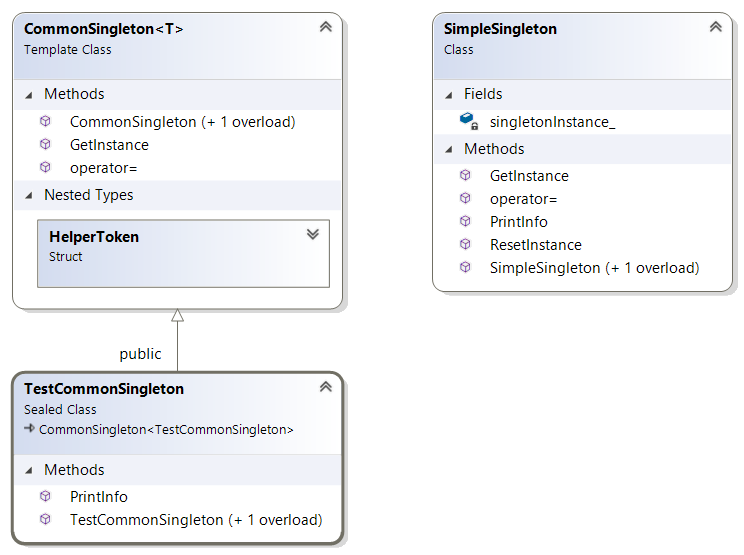 CommonSingleton<T>
Template Class
Methods
CommonSingleton (+ 1 overload)
GetInstance
operator=
Nested Types
HelperToken
Struct
public
TestCommonSingleton
Sealed Class
CommonSingleton<TestCommonSingleton>
Methods
PrintInfo
TestCommonSingleton (+ 1 overload)
SimpleSingleton
Class
Fields
singletonInstance_
Methods
GetInstance
operator=
PrintInfo
ResetInstance
SimpleSingleton (+ 1 overload)